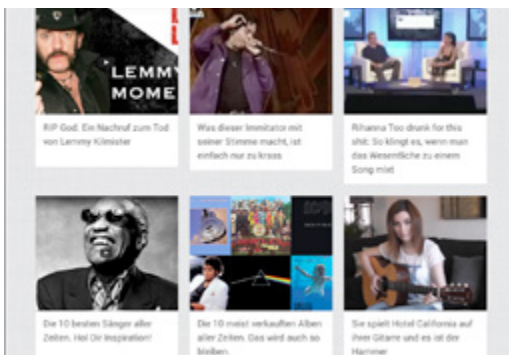 LEMMY
MOME
RIP God. Ein Nachruf zum Tod
von Lemmy Kilmister
Was dieser Immitator mit
seiner Stimme macht, ist
einfach nur zu krass
Rihanna Too drunk for this
shit: So klingt es, wenn man
das Wesentliche zu einem
Song mixt
Die 10 besten Sänger aller
Zeiten. Hol Dir Inspiration!
Die 10 meist verkauften Alben
aller Zeiten. Das wird auch so
bleiben.
Sie spielt Hotel California auf
ihrer Gitarre und es ist der
Hammer